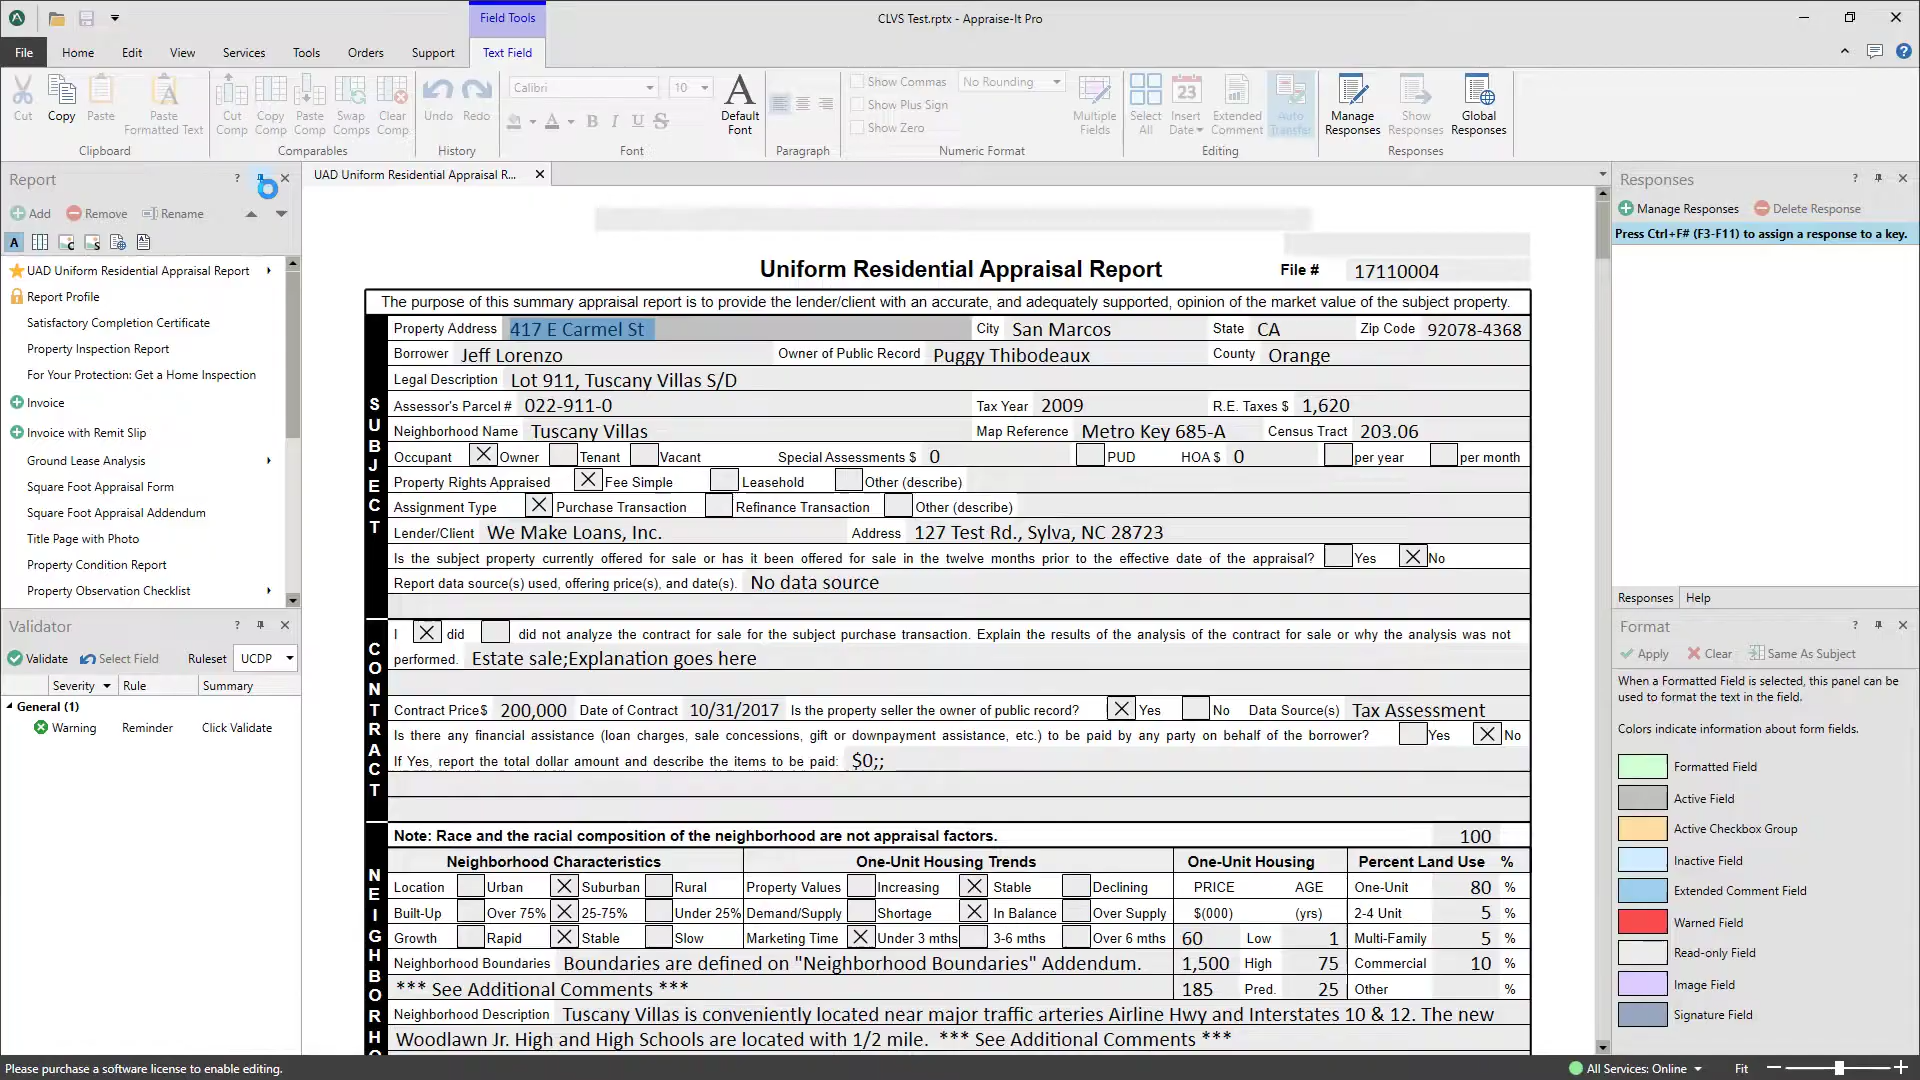 Field Tools
CLVS Test.rptx - Appraise-It Pro
File Home Edit View Services Tools Orders Support Text Field
Cut Copy Paste Paste Formatted Text
Cut Comp Copy Comp Paste Comp Swap Comps Clear Comp
Undo Redo
Calibri 10
B I U S
Default Font
Show Commas No Rounding
Show Plus Sign
Show Zero
Multiple Fields
Select All Insert Date Extended Comment Auto Transfer
Manage Responses Show Responses Global Responses
Clipboard Comparables History Font Paragraph Numeric Format Editing Responses
Report
Add Remove Rename
UAD Uniform Residential Appraisal Report
Report Profile
Satisfactory Completion Certificate
Property Inspection Report
For Your Protection: Get a Home Inspection
Invoice
Invoice with Remit Slip
Ground Lease Analysis
Square Foot Appraisal Form
Square Foot Appraisal Addendum
Title Page with Photo
Property Condition Report
Property Observation Checklist
Validator
Validate Select Field Ruleset UCDP
Severity Rule Summary
General (1)
Warning Reminder Click Validate
UAD Uniform Residential Appraisal R...
Uniform Residential Appraisal Report File # 17110004
The purpose of this summary appraisal report is to provide the lender/client with an accurate, and adequately supported, opinion of the market value of the subject property.
SUBJECT
Property Address 417 E Carmel St City San Marcos State CA Zip Code 92078-4368
Borrower Jeff Lorenzo Owner of Public Record Puggy Thibodeaux County Orange
Legal Description Lot 911, Tuscany Villas S/D
Assessor's Parcel # 022-911-0 Tax Year 2009 R.E. Taxes $ 1,620
Neighborhood Name Tuscany Villas Map Reference Metro Key 685-A Census Tract 203.06
Occupant X Owner Tenant Vacant Special Assessments $ 0 PUD HOA $ 0 per year per month
Property Rights Appraised X Fee Simple Leasehold Other (describe)
Assignment Type X Purchase Transaction Refinance Transaction Other (describe)
Lender/Client We Make Loans, Inc. Address 127 Test Rd., Sylva, NC 28723
Is the subject property currently offered for sale or has it been offered for sale in the twelve months prior to the effective date of the appraisal? Yes X No
Report data source(s) used, offering price(s), and date(s). No data source
CONTRACT
I X did did not analyze the contract for sale for the subject purchase transaction. Explain the results of the analysis of the contract for sale or why the analysis was not
performed. Estate sale;Explanation goes here
Contract Price $ 200,000 Date of Contract 10/31/2017 Is the property seller the owner of public record? X Yes No Data Source(s) Tax Assessment
Is there any financial assistance (loan charges, sale concessions, gift or downpayment assistance, etc.) to be paid by any party on behalf of the borrower? Yes X No
If Yes, report the total dollar amount and describe the items to be paid: $0;;
NEIGHBORHO
Note: Race and the racial composition of the neighborhood are not appraisal factors. 100
Neighborhood Characteristics One-Unit Housing Trends One-Unit Housing Percent Land Use %
Location Urban X Suburban Rural Property Values Increasing X Stable Declining PRICE AGE One-Unit 80 %
Built-Up Over 75% X 25-75% Under 25% Demand/Supply Shortage X In Balance Over Supply $(000) (yrs) 2-4 Unit 5 %
Growth Rapid X Stable Slow Marketing Time X Under 3 mths 3-6 mths Over 6 mths 60 Low 1 Multi-Family 5 %
Neighborhood Boundaries Boundaries are defined on "Neighborhood Boundaries" Addendum. 1,500 High 75 Commercial 10 %
*** See Additional Comments *** 185 Pred. 25 Other %
Neighborhood Description Tuscany Villas is conveniently located near major traffic arteries Airline Hwy and Interstates 10 & 12. The new
Woodlawn Jr. High and High Schools are located with 1/2 mile. *** See Additional Comments ***
Responses
Manage Responses Delete Response
Press Ctrl+F# (F3-F11) to assign a response to a key.
Responses Help
Format
Apply Clear Same As Subject
When a Formatted Field is selected, this panel can be
used to format the text in the field.
Colors indicate information about form fields.
Formatted Field
Active Field
Active Checkbox Group
Inactive Field
Extended Comment Field
Warned Field
Read-only Field
Image Field
Signature Field
Please purchase a software license to enable editing. All Services: Online Fit